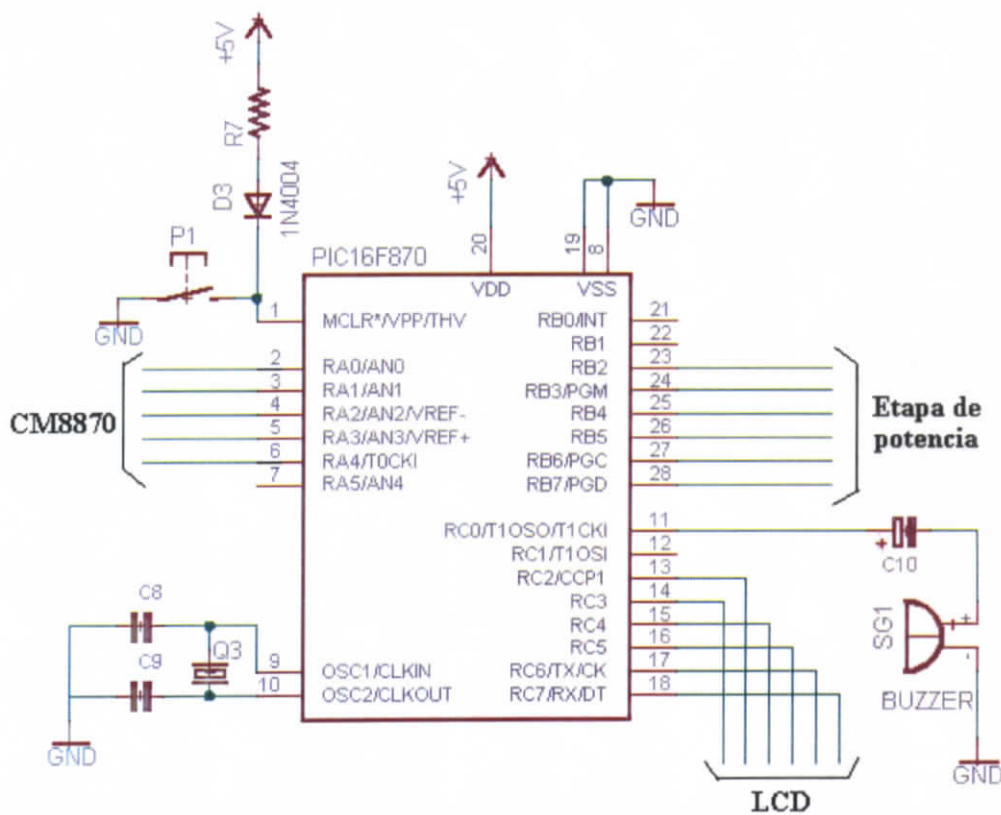 +5V
R7
D3
1N4004
P1
GND
+5V
GND
PIC16F870
20
19
8
VDD
VSS
1
MCLR*/VPP/THV
2
RA0/AN0
3
RA1/AN1
4
RA2/AN2/VREF-
5
RA3/AN3/VREF+
6
RA4/T0CKI
7
RA5/AN4
CM8870
RB0/INT
21
RB1
22
RB2
23
RB3/PGM
24
RB4
25
RB5
26
RB6/PGC
27
RB7/PGD
28
Etapa de
potencia
RC0/T1OSO/T1CKI
11
RC1/T1OSI
12
RC2/CCP1
13
RC3
14
RC4
15
RC5
16
RC6/TX/CK
17
RC7/RX/DT
18
+
C10
SG1
+
-
BUZZER
GND
C8
C9
Q3
9
OSC1/CLKIN
10
OSC2/CLKOUT
GND
LCD